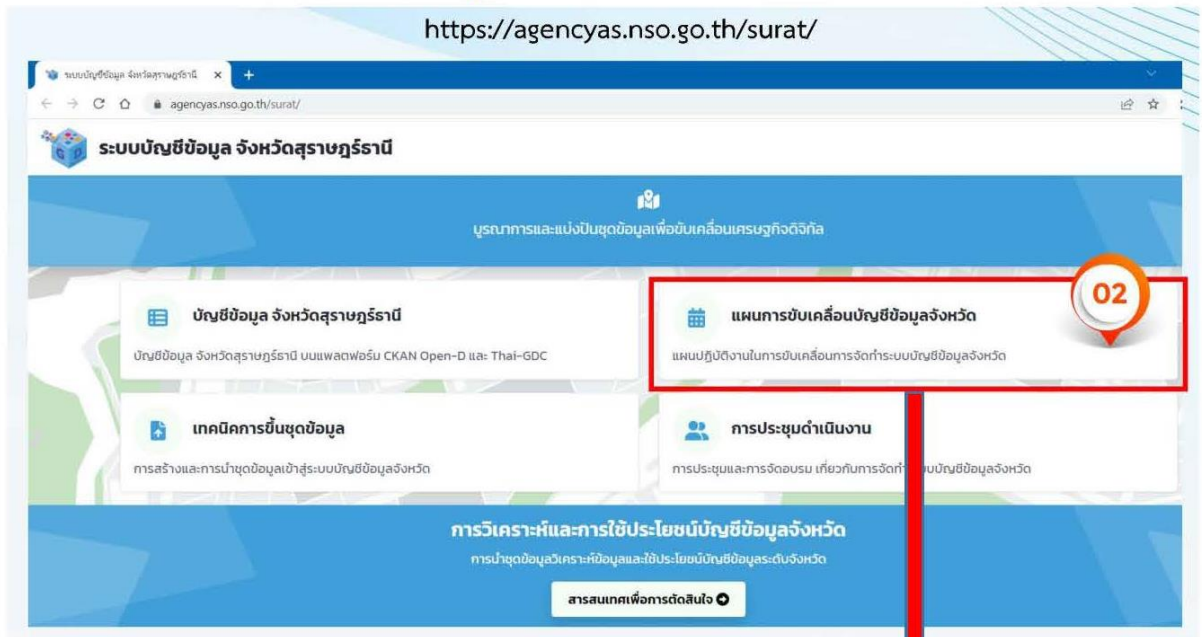 https://agencyas.nso.go.th/surat/
ระบบบัญชีข้อมูล จังหวัดสุราษฎร์ธานี
agencyas.nso.go.th/surat/
ระบบบัญชีข้อมูล จังหวัดสุราษฎร์ธานี
บูรณาการและแบ่งปันชุดข้อมูลเพื่อขับเคลื่อนเศรษฐกิจดิจิทัล
บัญชีข้อมูล จังหวัดสุราษฎร์ธานี
บัญชีข้อมูล จังหวัดสุราษฎร์ธานี บนแพลตฟอร์ม CKAN Open-D และ Thai-GDC
แผนการขับเคลื่อนบัญชีข้อมูลจังหวัด
02
แผนปฏิบัติงานในการขับเคลื่อนการจัดทำระบบบัญชีข้อมูลจังหวัด
เทคนิคการขึ้นชุดข้อมูล
การสร้างและการนำชุดข้อมูลเข้าสู่ระบบบัญชีข้อมูลจังหวัด
การประชุมดำเนินงาน
การประชุมและการจัดอบรม เกี่ยวกับการจัดทำ บบบัญชีข้อมูลจังหวัด
การวิเคราะห์และการใช้ประโยชน์บัญชีข้อมูลจังหวัด
การนำชุดข้อมูลวิเคราะห์ข้อมูลและใช้ประโยชน์บัญชีข้อมูลระดับจังหวัด
สารสนเทศเพื่อการตัดสินใจ